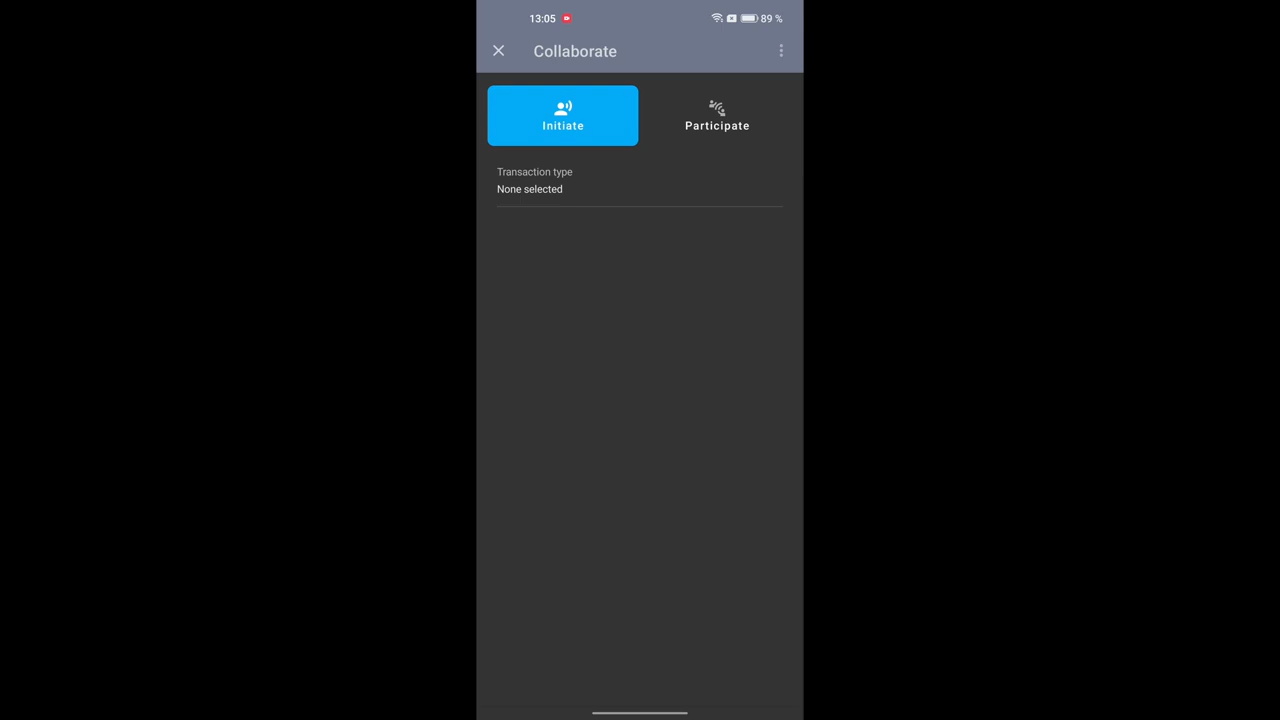 13:05
89 %
Collaborate
Initiate
Participate
Transaction type
None selected